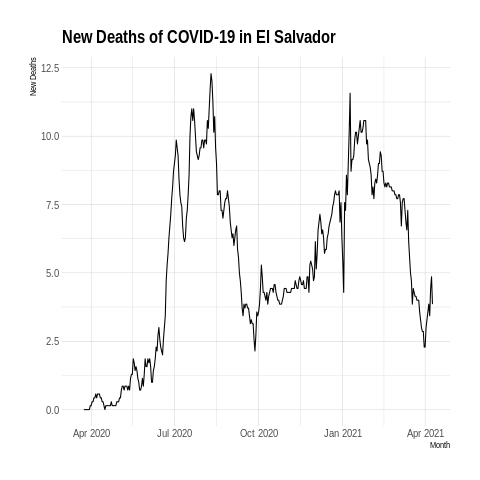 New Deaths of COVID-19 in El Salvador
New Deaths
12.5
10.0
7.5
5.0
2.5
0.0
Apr 2020 Jul 2020 Oct 2020 Jan 2021 Apr 2021
Month